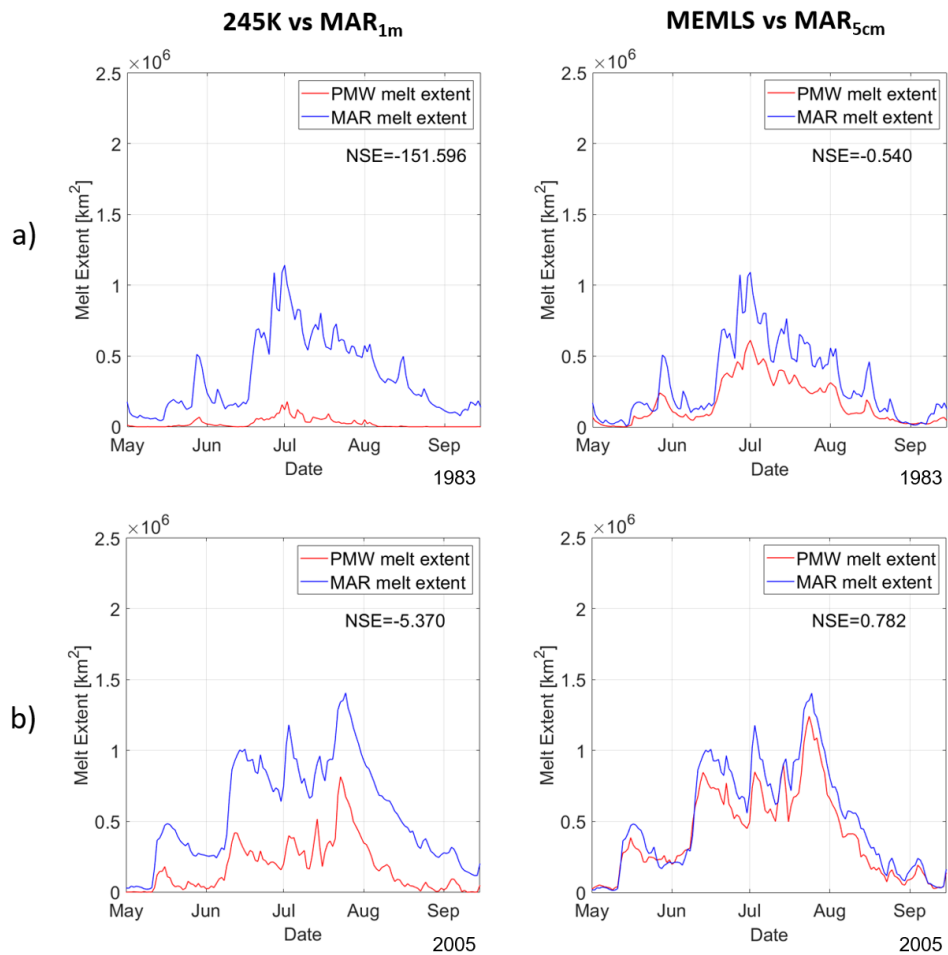 245K vs MAR1m
MEMLS vs MAR5cm
a)
×10^6
2.5
2
1.5
1
0.5
0
Melt Extent [km2]
PMW melt extent
MAR melt extent
NSE=-151.596
May Jun Jul Aug Sep
Date
1983
×10^6
2.5
2
1.5
1
0.5
0
Melt Extent [km2]
PMW melt extent
MAR melt extent
NSE=-0.540
May Jun Jul Aug Sep
Date
1983
b)
×10^6
2.5
2
1.5
1
0.5
0
Melt Extent [km2]
PMW melt extent
MAR melt extent
NSE=-5.370
May Jun Jul Aug Sep
Date
2005
×10^6
2.5
2
1.5
1
0.5
0
Melt Extent [km2]
PMW melt extent
MAR melt extent
NSE=0.782
May Jun Jul Aug Sep
Date
2005